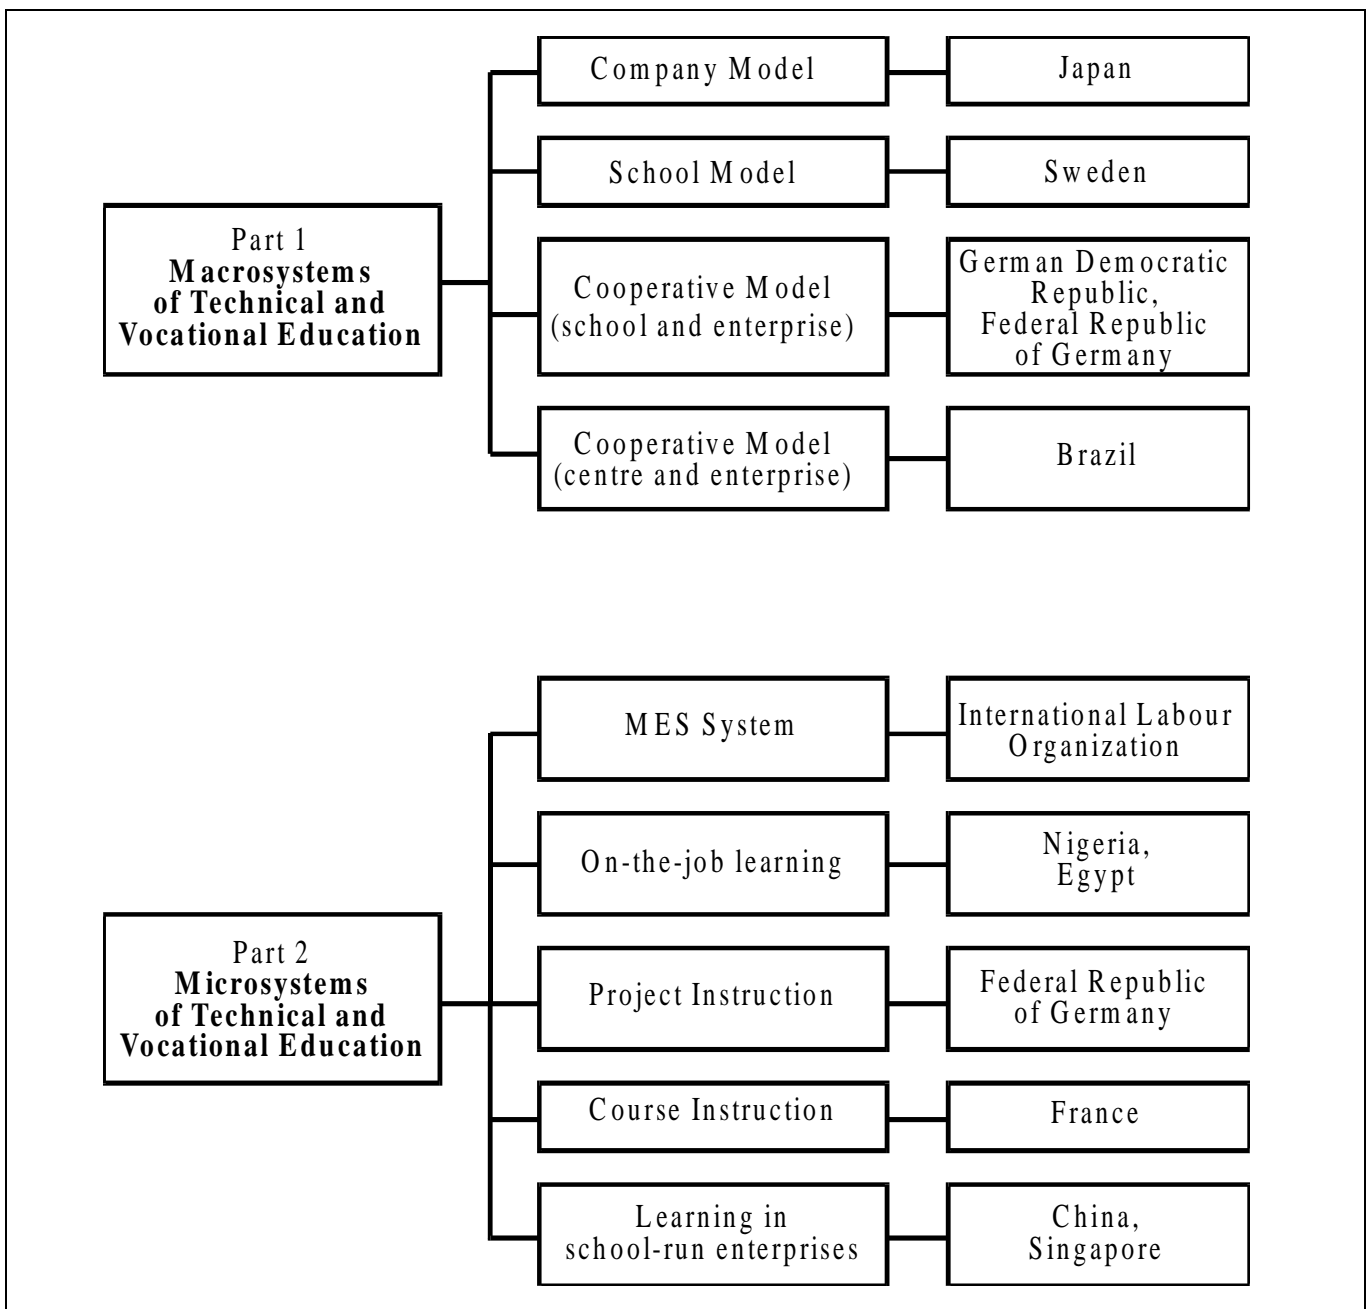 Company Model
Japan
School Model
Sweden
Part 1
Macrosystems
of Technical and
Vocational Education
Cooperative Model
(school and enterprise)
German Democratic
Republic,
Federal Republic
of Germany
Cooperative Model
(centre and enterprise)
Brazil
MES System
International Labour
Organization
On-the-job learning
Nigeria,
Egypt
Part 2
Microsystems
of Technical and
Vocational Education
Project Instruction
Federal Republic
of Germany
Course Instruction
France
Learning in
school-run enterprises
China,
Singapore